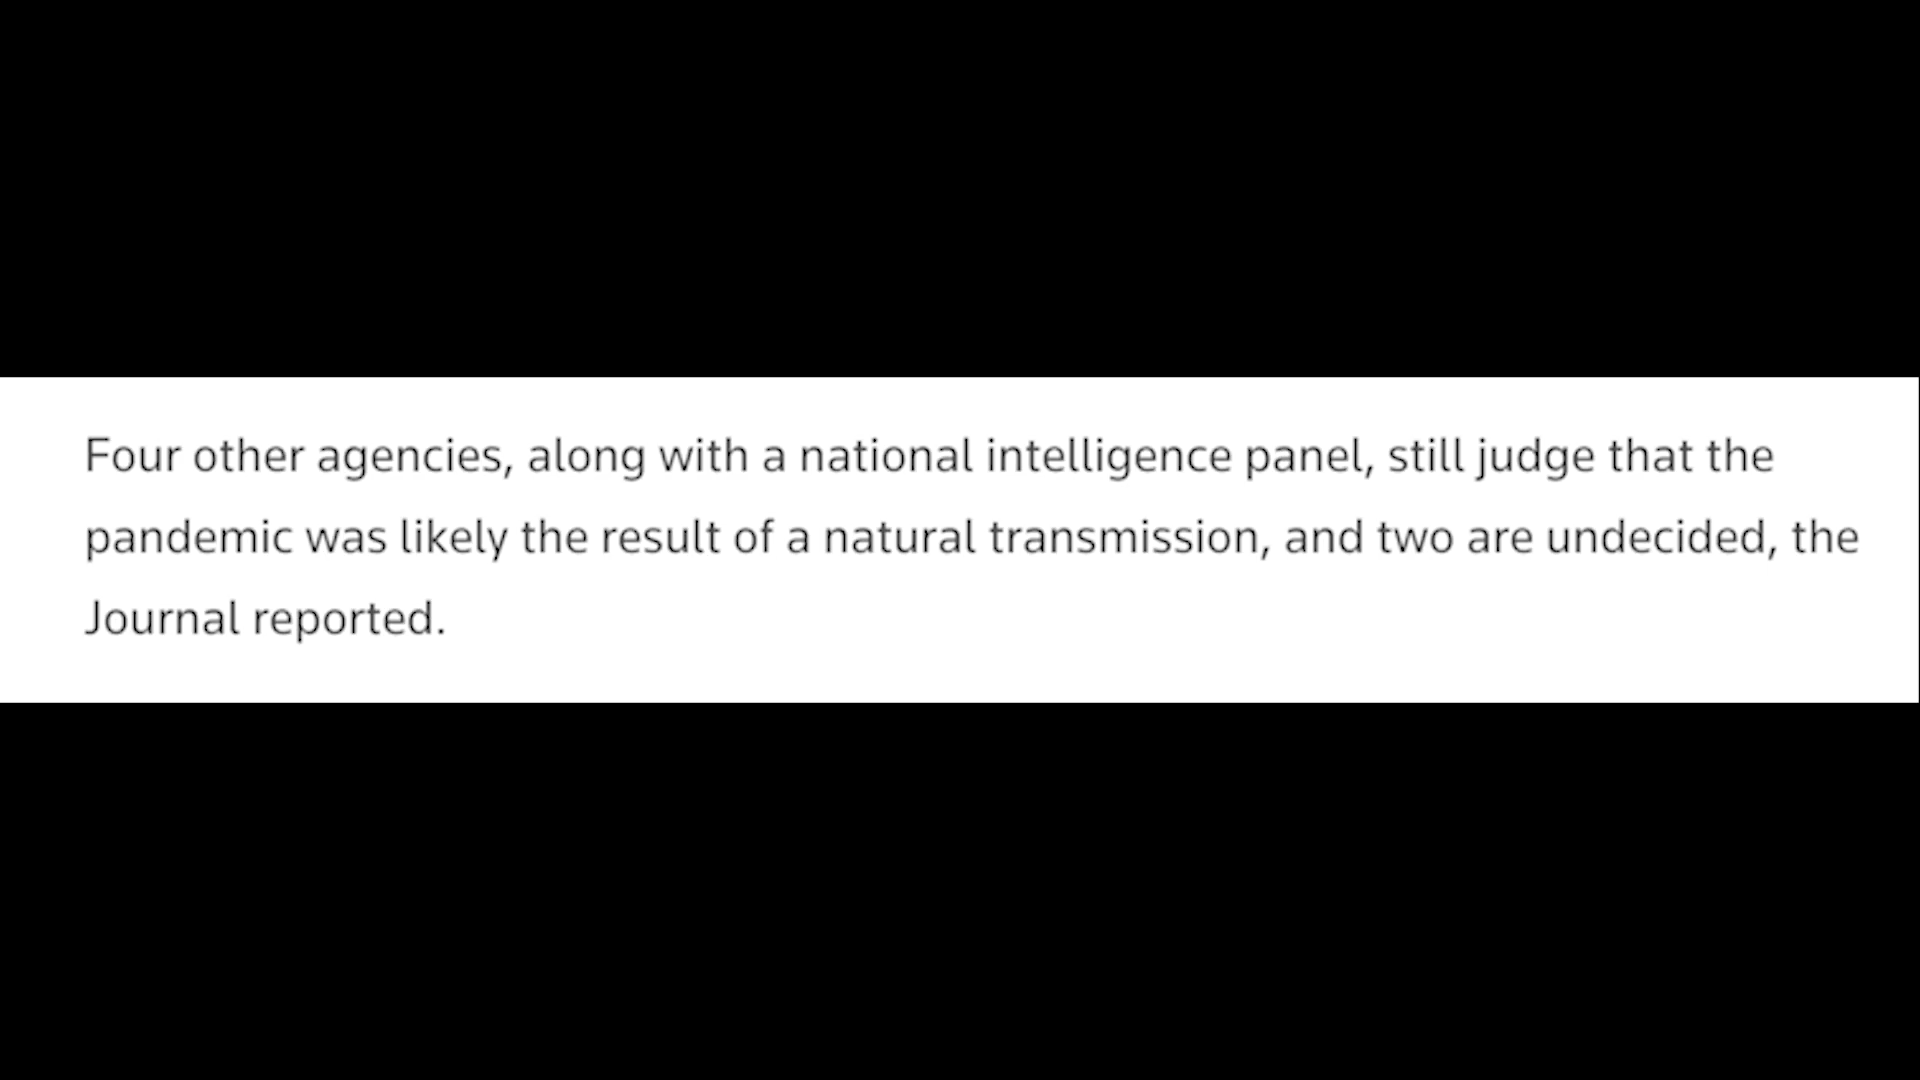 Four other agencies, along with a national intelligence panel, still judge that the
pandemic was likely the result of a natural transmission, and two are undecided, the
Journal reported.